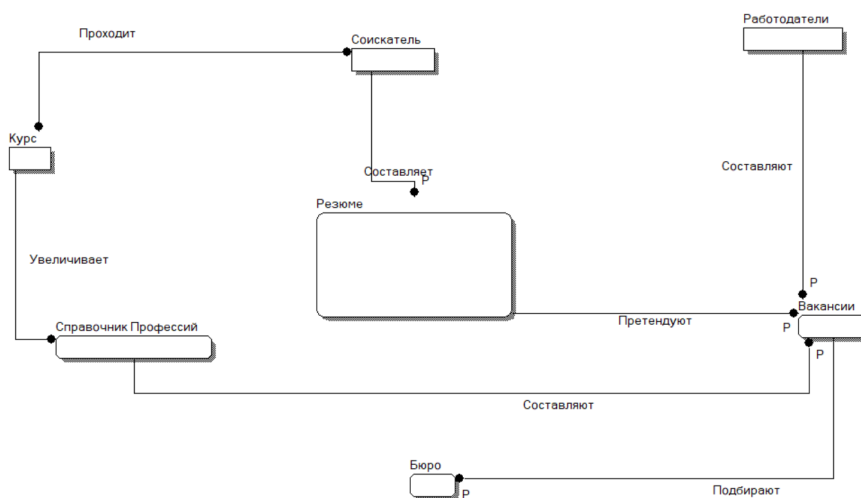 Работодатели
Проходит
Соискатель
Курс
Составляет
P
Составляют
Резюме
Увеличивает
P
Вакансии
Претендуют
P
Справочник Профессий
P
Составляют
Бюро
P
Подбирают